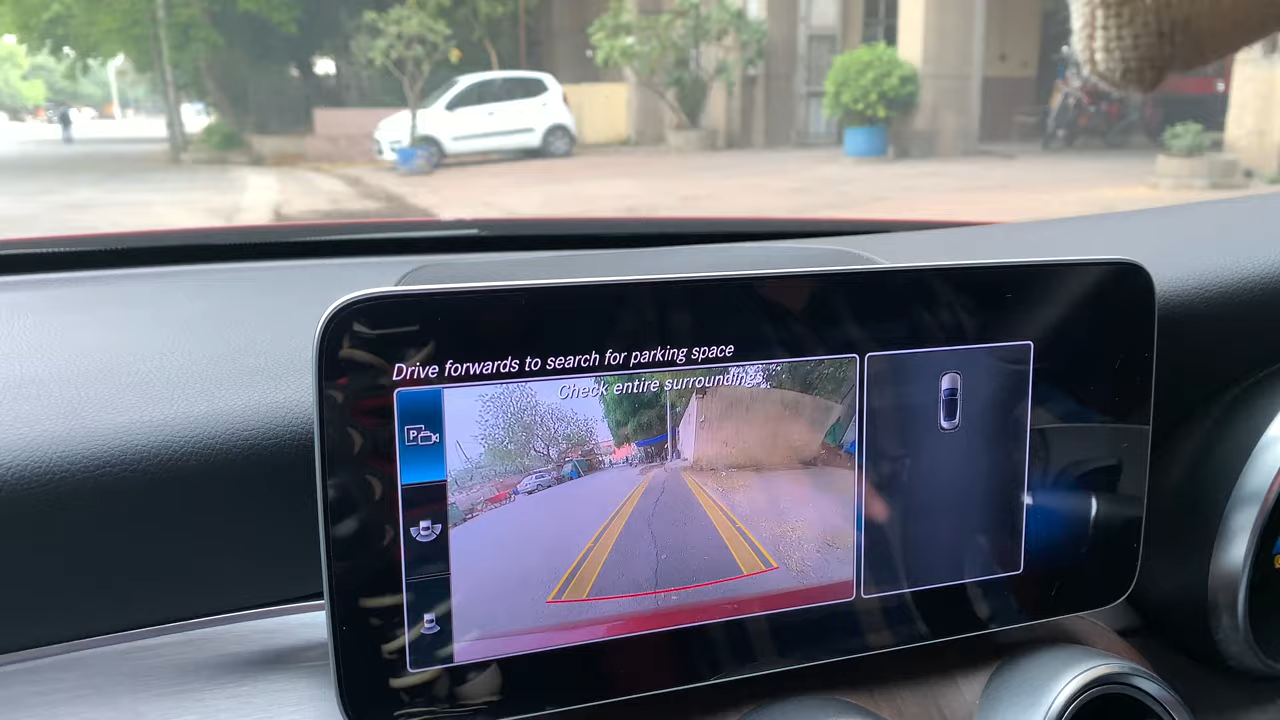 Drive forwards to search for parking space
Check entire surroundings.
P